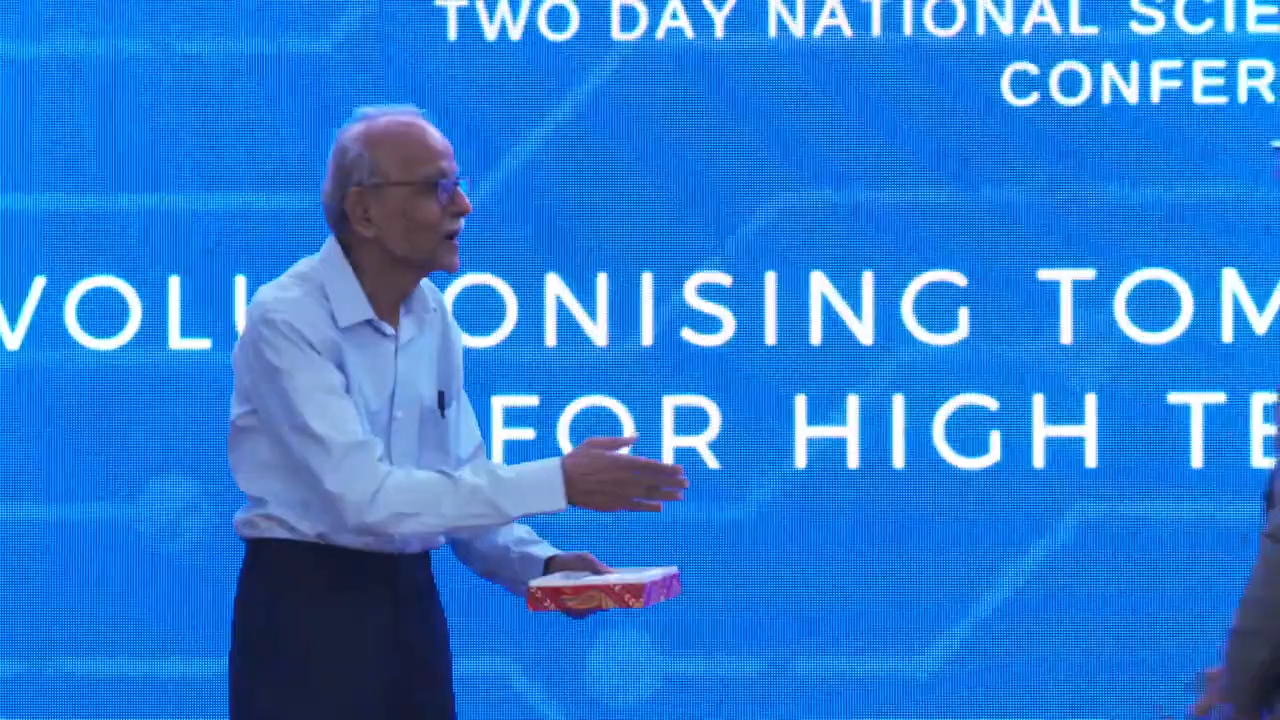 TWO DAY NATIONAL SCIE
CONFER
VOLU ONISING TOM
FOR HIGH TE